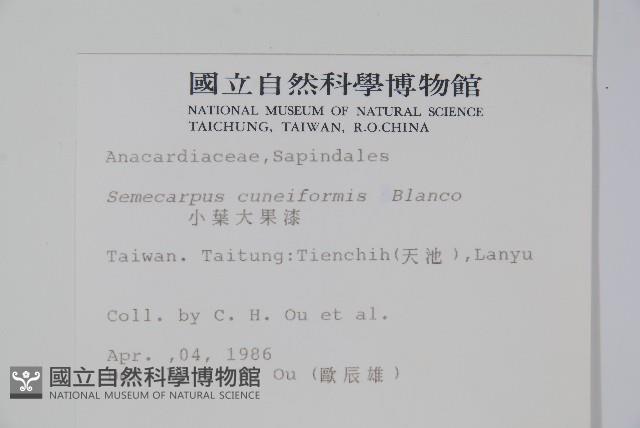 國立自然科學博物館
NATIONAL MUSEUM OF NATURAL SCIENCE
TAICHUNG, TAIWAN, R.O.CHINA
Anacardiaceae,Sapindales
Semecarpus cuneiformis Blanco
小葉大果漆
Taiwan. Taitung:Tienchih(天池),Lanyu
Coll. by C. H. Ou et al.
Apr. ,04, 1986
Ou (歐辰雄)
國立自然科學博物館
NATIONAL MUSEUM OF NATURAL SCIENCE